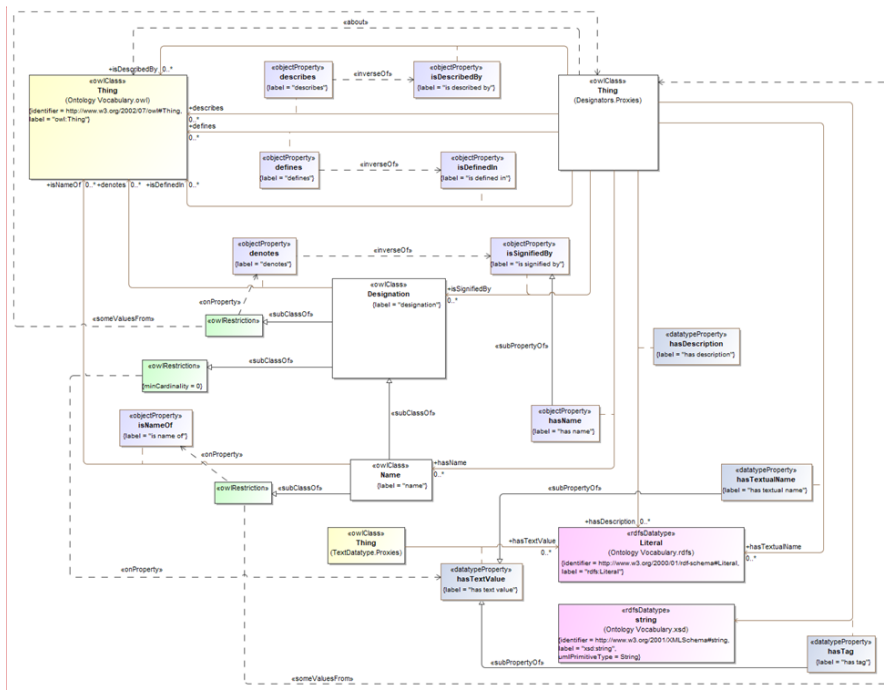 «about»
+isDescribedBy 0..*
«owlClass»
Thing
(Ontology Vocabulary.owl)
{identifier = http://www.w3.org/2002/07/owl#Thing,
label = "owl:Thing"}
«objectProperty»
describes
{label = "describes"}
«inverseOf»
«objectProperty»
isDescribedBy
{label = "is described by"}
«owlClass»
Thing
(Designators.Proxies)
+describes
0..*
+defines
0..*
«objectProperty»
defines
{label = "defines"}
«inverseOf»
«objectProperty»
isDefinedIn
{label = "is defined in"}
+isNameOf 0..* +denotes 0..* +isDefinedIn 0..*
«objectProperty»
denotes
{label = "denotes"}
«inverseOf»
«objectProperty»
isSignifiedBy
{label = "is signified by"}
«owlClass»
Designation
{label = "designation"}
+isSignifiedBy
0..*
«onProperty»
«someValuesFrom»
«owlRestriction»
«subClassOf»
«datatypeProperty»
hasDescription
{label = "has description"}
«subPropertyOf»
«owlRestriction»
{minCardinality = 0}
«subClassOf»
«objectProperty»
isNameOf
{label = "is name of"}
«subClassOf»
«objectProperty»
hasName
{label = "has name"}
«onProperty»
«owlClass»
Name
{label = "name"}
+hasName
0..*
«owlRestriction»
«subClassOf»
«datatypeProperty»
hasTextualName
{label = "has textual name"}
«subPropertyOf»
+hasDescription 0..*
«owlClass»
Thing
(TextDatatype.Proxies)
+hasTextValue
0..*
«rdfsDatatype»
Literal
(Ontology Vocabulary.rdfs)
{identifier = http://www.w3.org/2000/01/rdf-schema#Literal,
label = "rdfs:Literal"}
+hasTextualName
0..*
«onProperty»
«datatypeProperty»
hasTextValue
{label = "has text value"}
«rdfsDatatype»
string
(Ontology Vocabulary.xsd)
{identifier = http://www.w3.org/2001/XMLSchema#string,
label = "xsd:string",
umlPrimitiveType = String}
«datatypeProperty»
hasTag
{label = "has tag"}
«subPropertyOf»
«someValuesFrom»